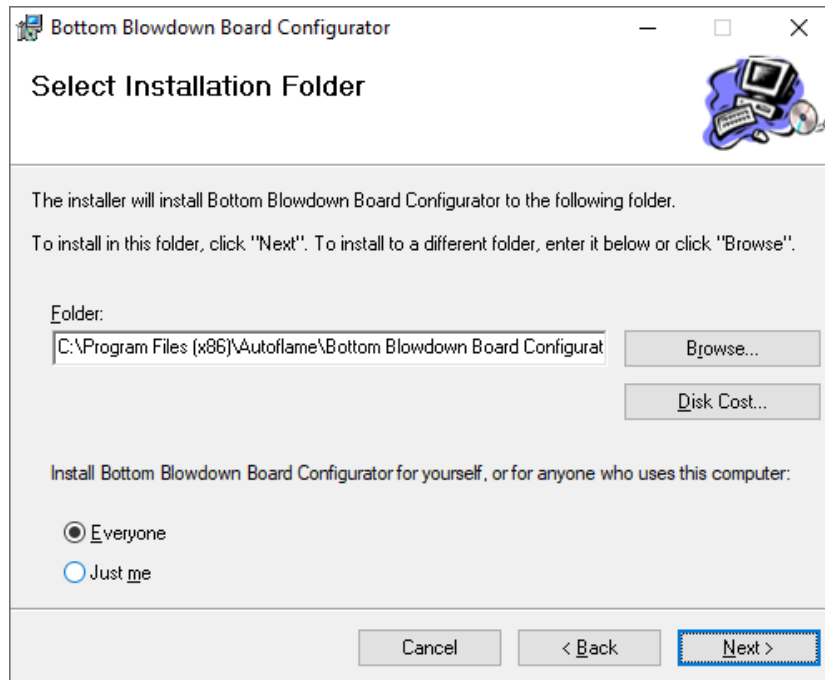 Bottom Blowdown Board Configurator
Select Installation Folder
The installer will install Bottom Blowdown Board Configurator to the following folder.
To install in this folder, click "Next". To install to a different folder, enter it below or click "Browse".
Folder:
C:\Program Files (x86)\Autoflame\Bottom Blowdown Board Configurat
Browse...
Disk Cost...
Install Bottom Blowdown Board Configurator for yourself, or for anyone who uses this computer:
Everyone
Just me
Cancel
< Back
Next >